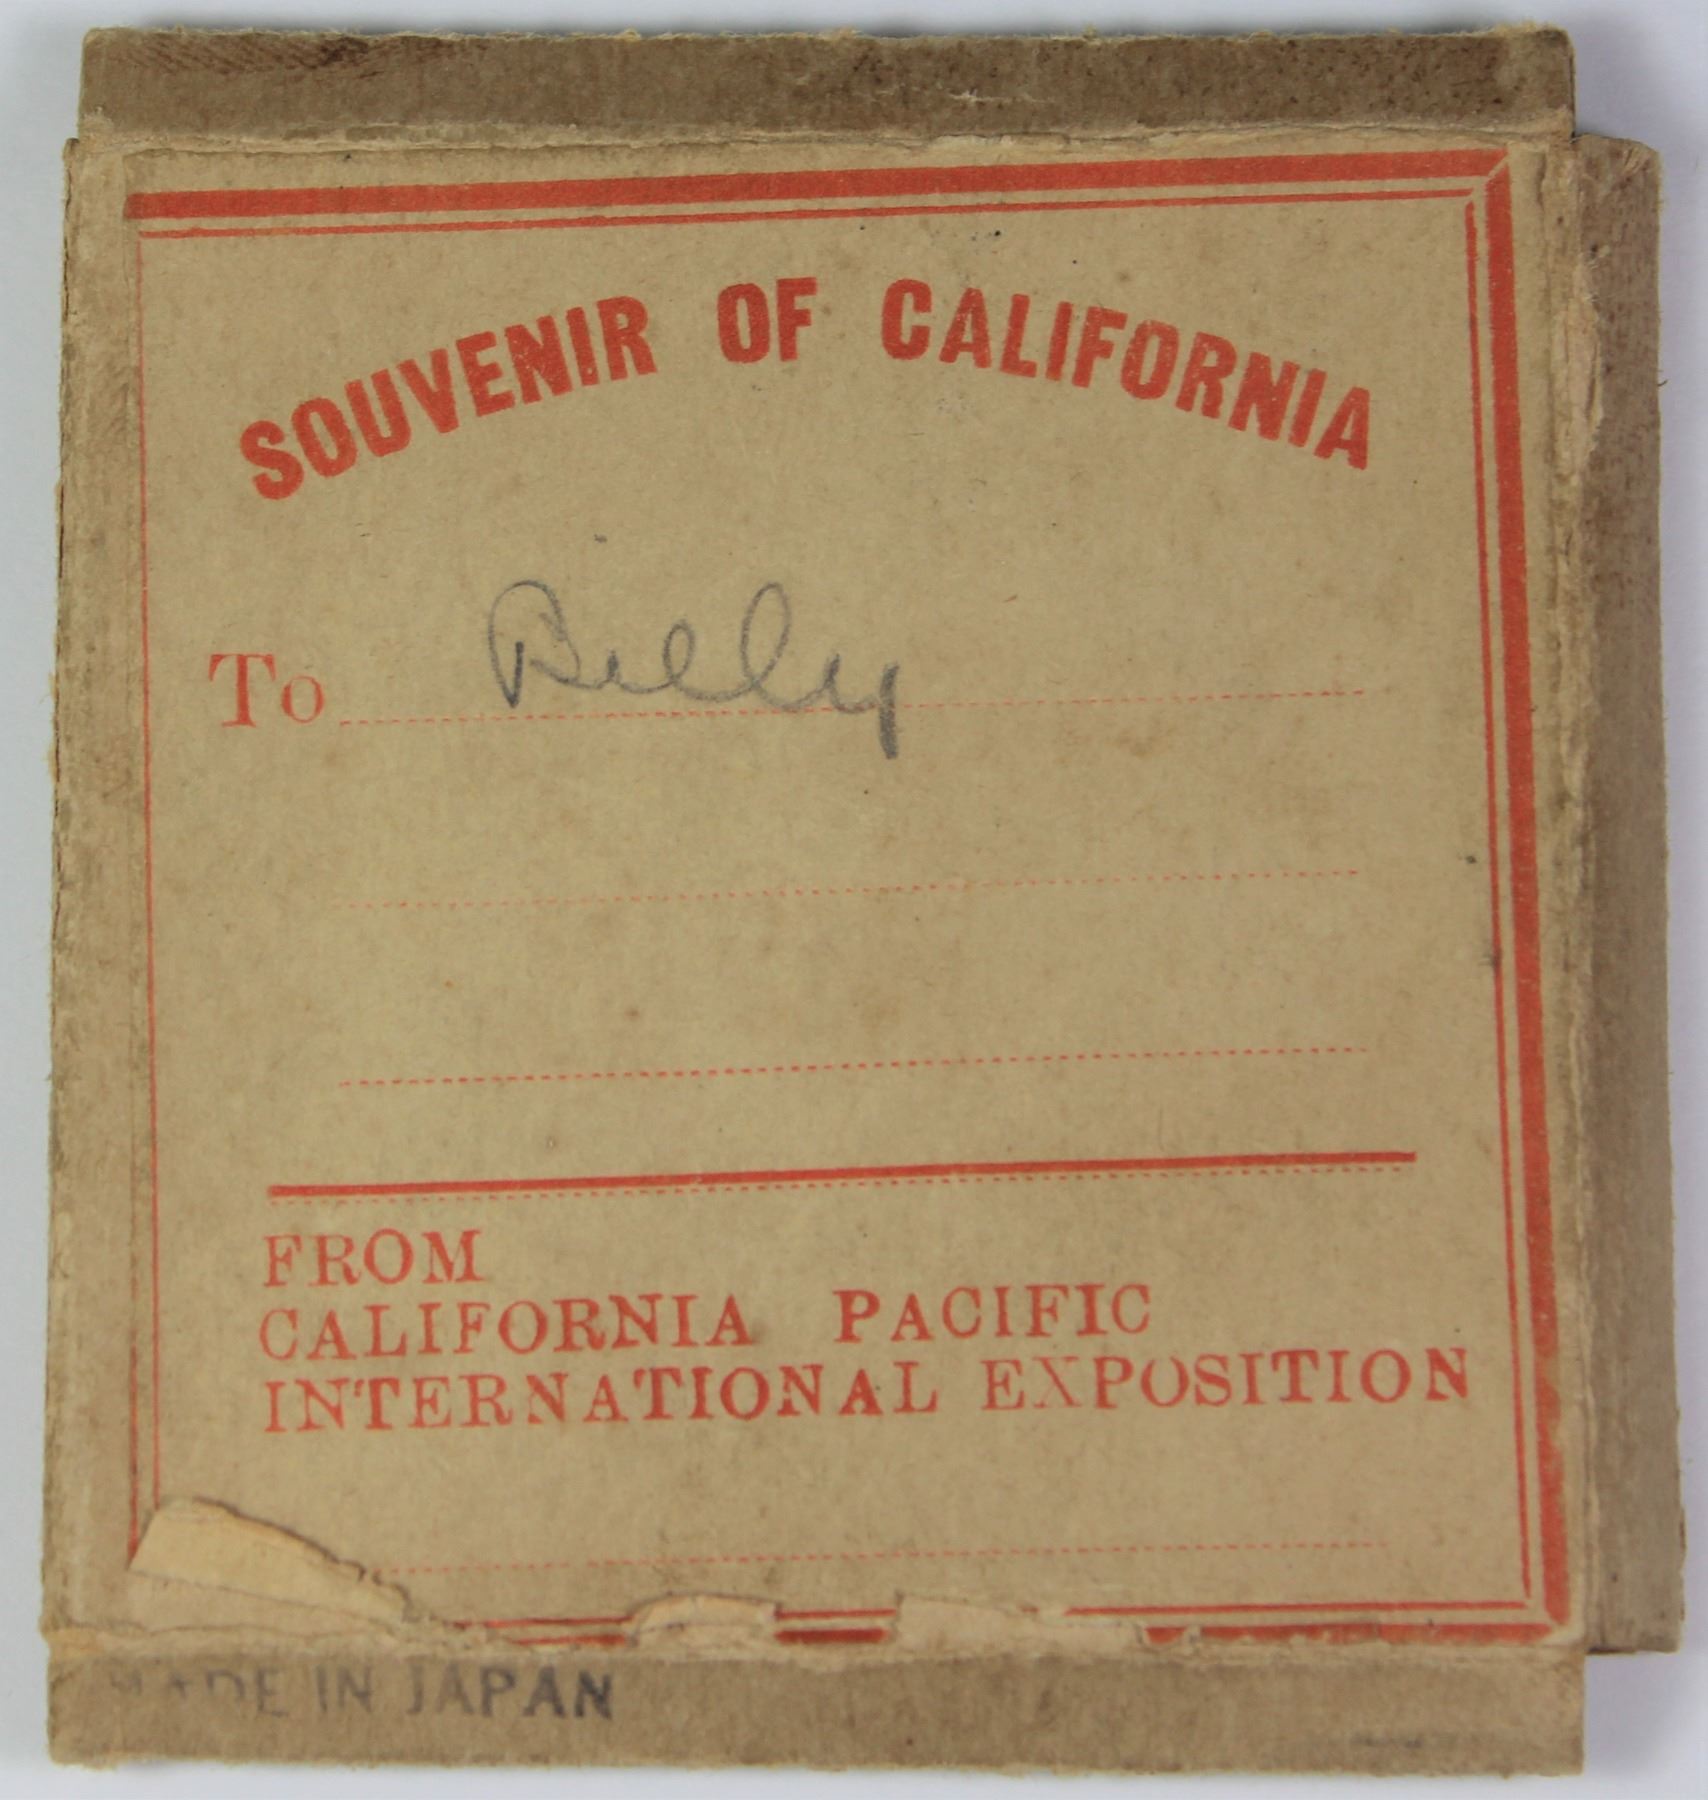 SOUVENIR OF CALIFORNIA
To Billy
FROM
CALIFORNIA PACIFIC
INTERNATIONAL EXPOSITION
MADE IN JAPAN